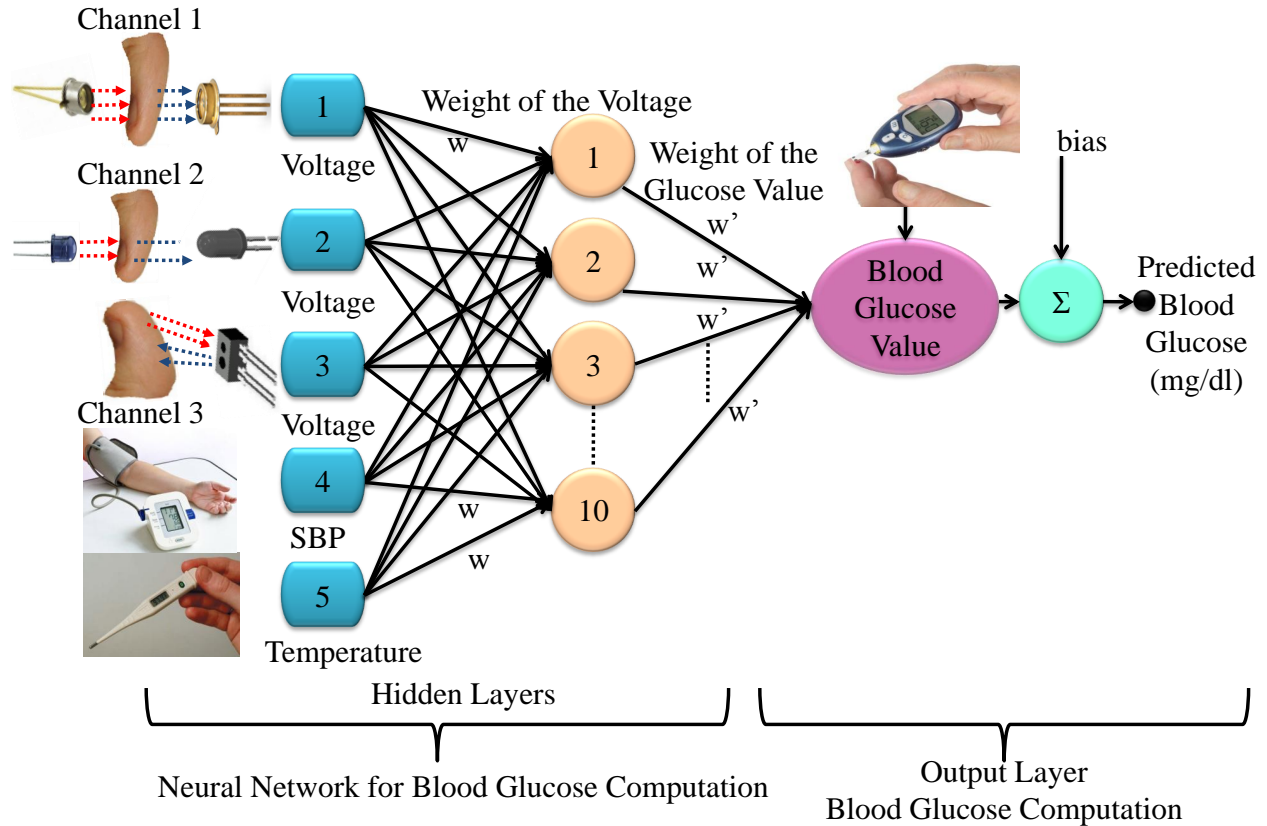 Channel 1
1
Voltage
Channel 2
2
Voltage
3
Channel 3
Voltage
4
SBP
5
Temperature
Weight of the Voltage
w
w
w
1
2
3
10
Weight of the
Glucose Value
w’
w’
w’
w’
Blood
Glucose
Value
bias
Σ
Predicted
Blood
Glucose
(mg/dl)
Hidden Layers
Neural Network for Blood Glucose Computation
Output Layer
Blood Glucose Computation